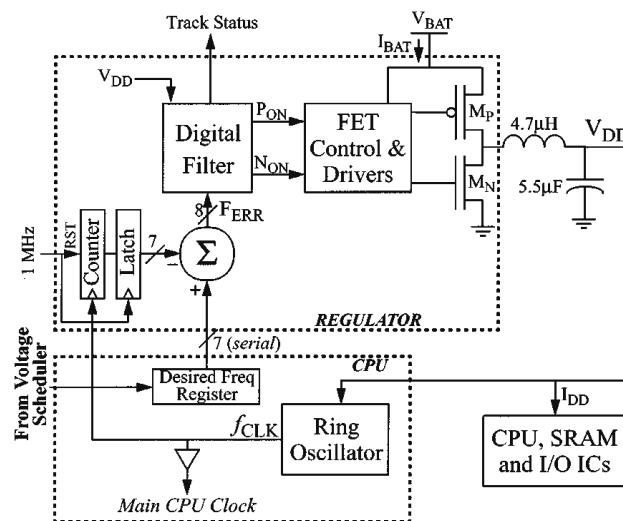 Track Status
V_BAT
I_BAT
V_DD
Digital
Filter
P_ON
N_ON
FET
Control &
Drivers
M_P
M_N
4.7µH
V_DD
5.5µF
8
F_ERR
1 MHz
RST
Counter
Latch
7
−
Σ
+
REGULATOR
7 (serial)
CPU
From Voltage
Scheduler
Desired Freq
Register
f_CLK
Ring
Oscillator
I_DD
CPU, SRAM
and I/O ICs
Main CPU Clock